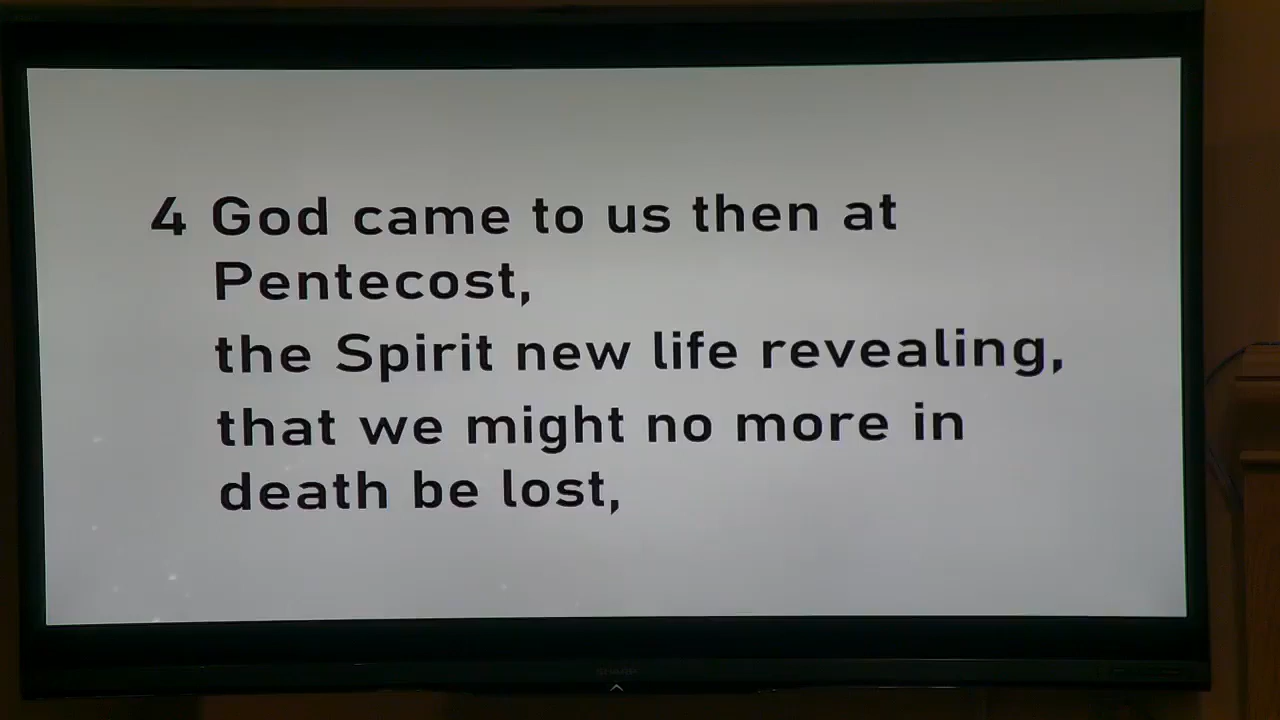 4 God came to us then at
Pentecost,
the Spirit new life revealing,
that we might no more in
death be lost,